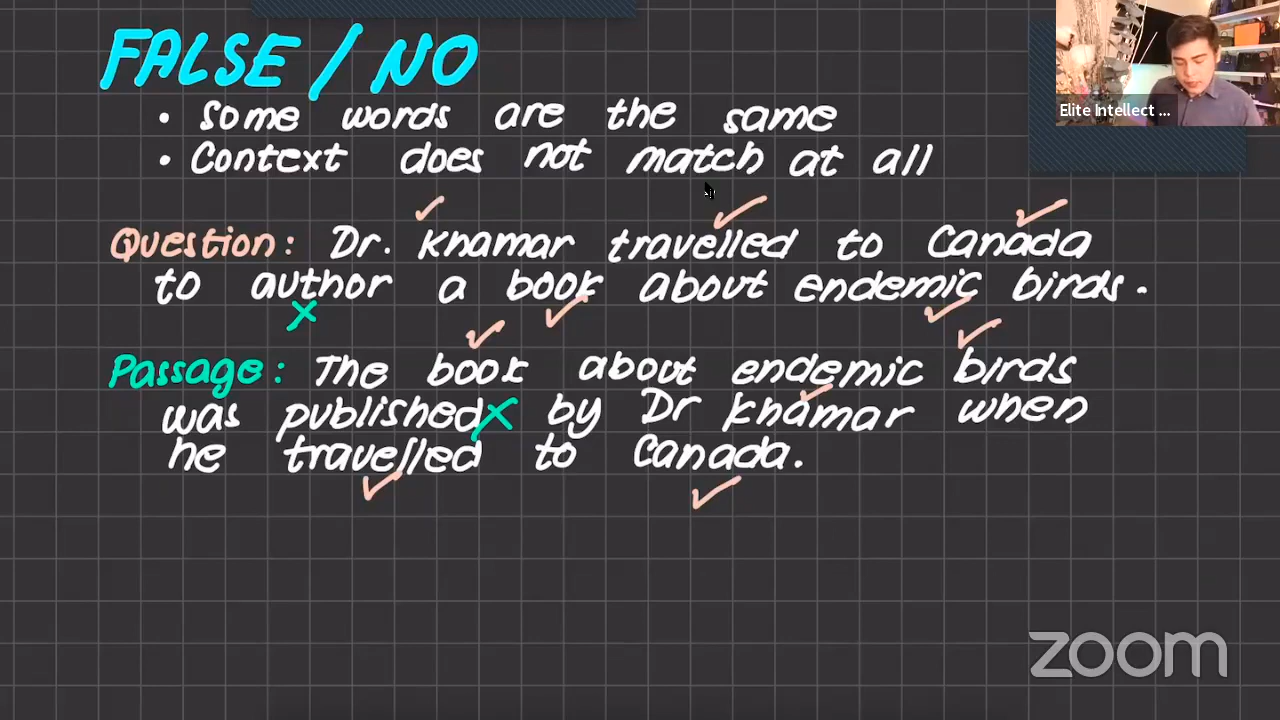 FALSE / NO
• Some words are the same
• Context does not match at all
Question: Dr. Khamar travelled to Canada
to author a book about endemic birds.
Passage: The book about endemic birds
was published by Dr Khamar when
he travelled to Canada.
Elite Intellect ...
zoom